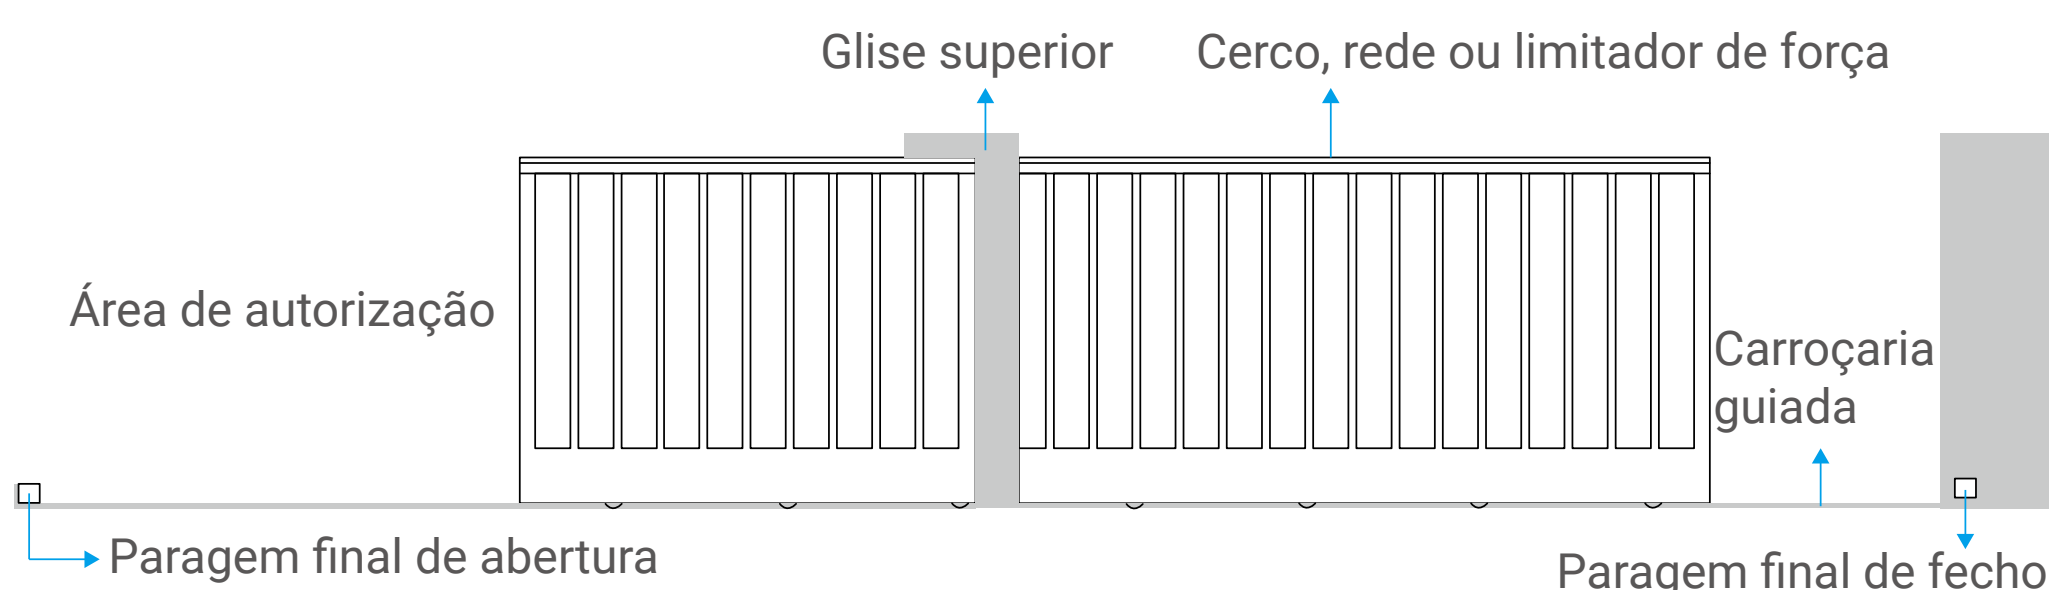 Glise superior
Cerco, rede ou limitador de força
Área de autorização
Carroçaria
guiada
Paragem final de abertura
Paragem final de fecho